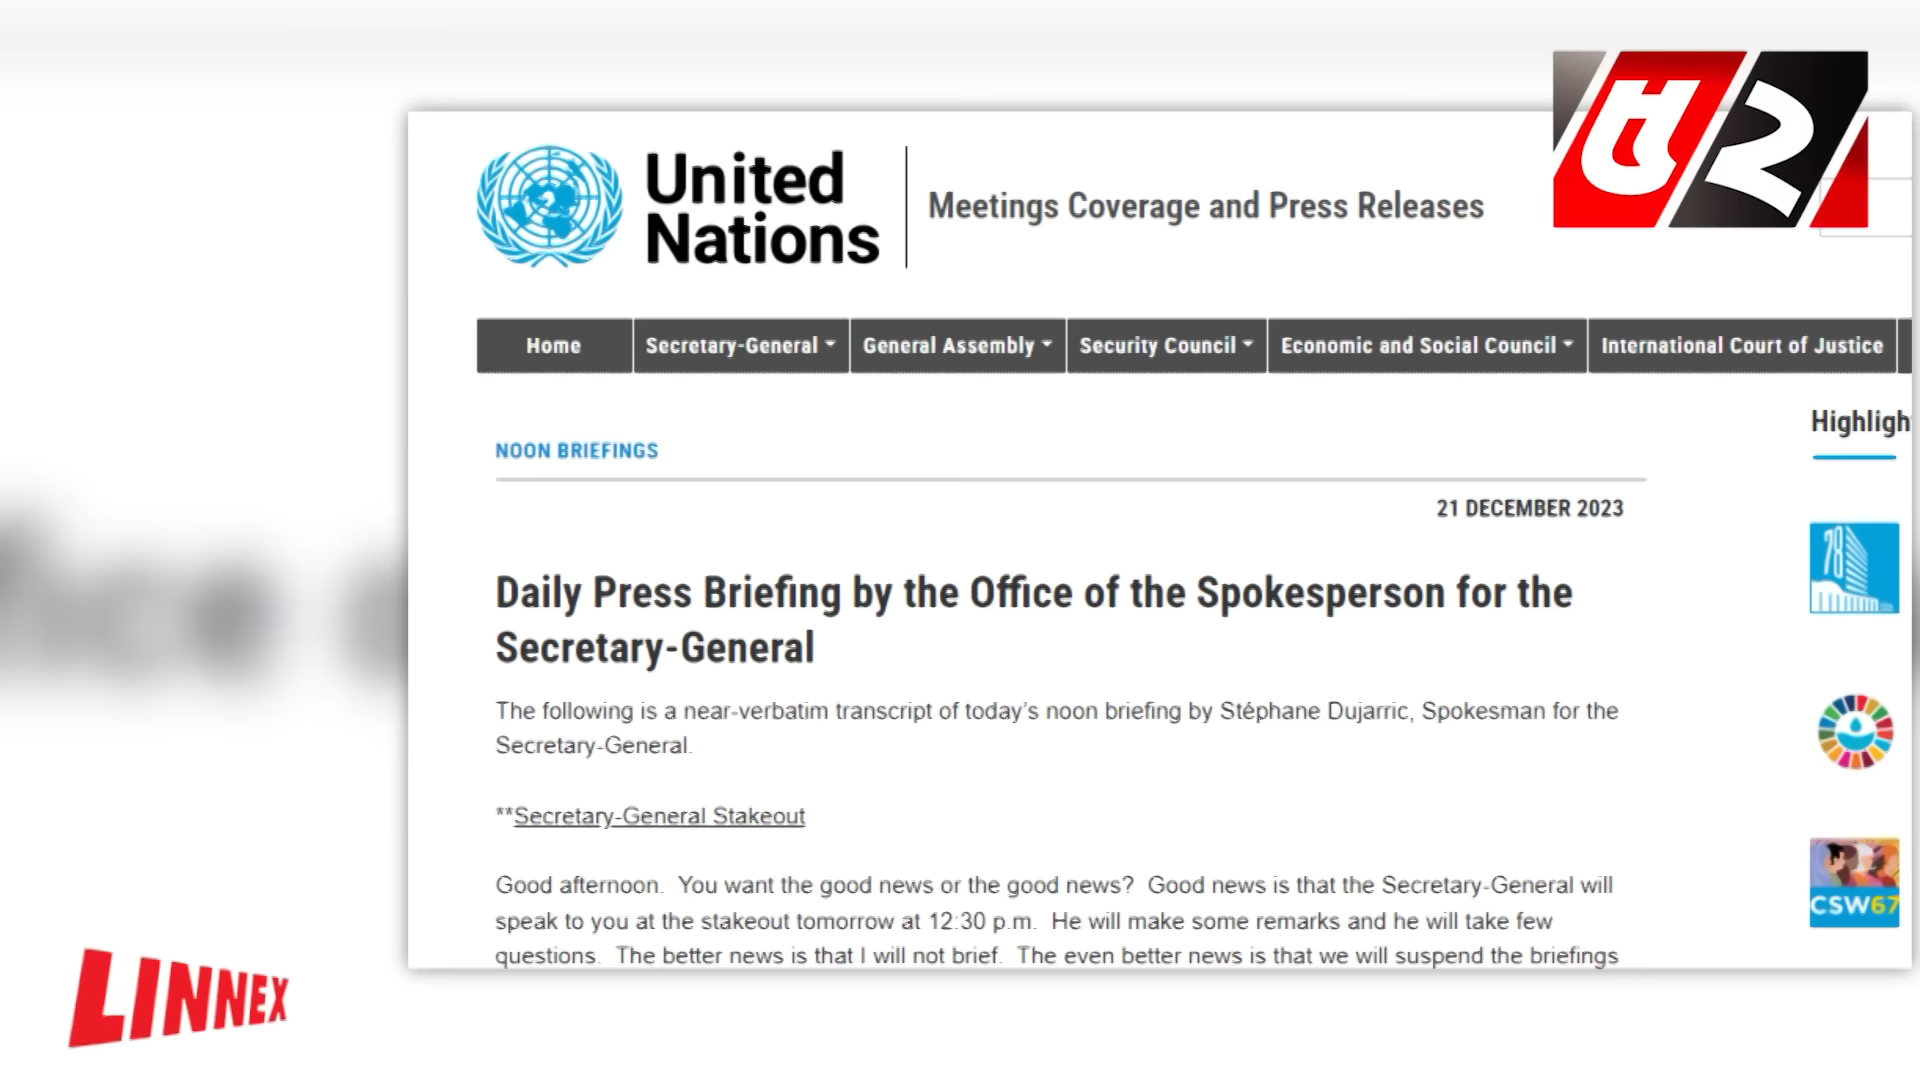 United
Nations
Meetings Coverage and Press Releases
Home
Secretary-General
General Assembly
Security Council
Economic and Social Council
International Court of Justice
Highligh
NOON BRIEFINGS
21 DECEMBER 2023
78
Daily Press Briefing by the Office of the Spokesperson for the
Secretary-General
The following is a near-verbatim transcript of today’s noon briefing by Stéphane Dujarric, Spokesman for the
Secretary-General.
**Secretary-General Stakeout
Good afternoon.  You want the good news or the good news?  Good news is that the Secretary-General will
speak to you at the stakeout tomorrow at 12:30 p.m.  He will make some remarks and he will take few
questions.  The better news is that I will not brief.  The even better news is that we will suspend the briefings
CSW67
LINNEX